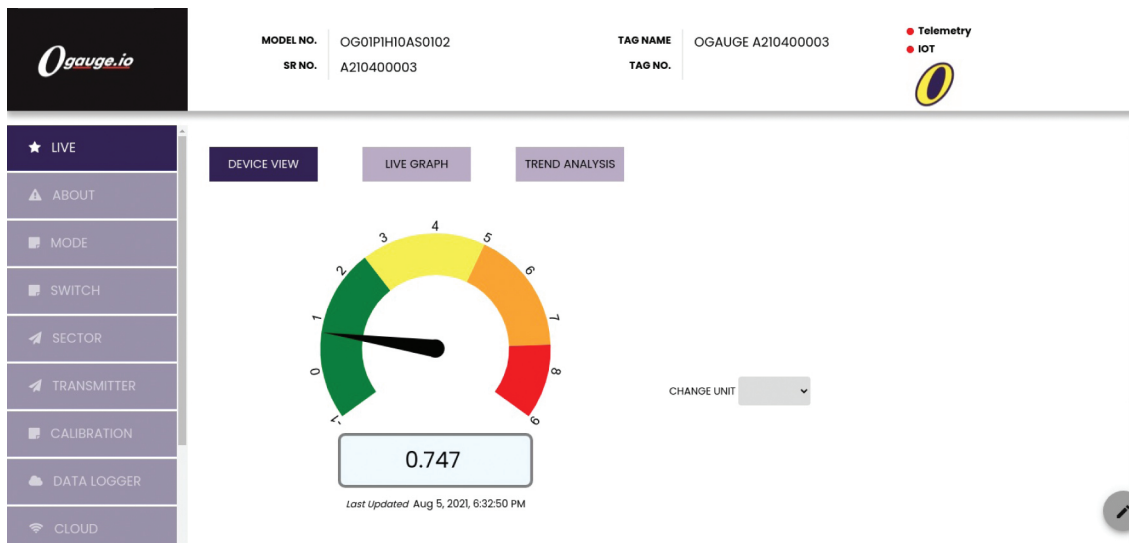 Ogauge.io
MODEL NO. OG01P1H10AS0102
SR NO. A210400003
TAG NAME OGAUGE A210400003
TAG NO.
Telemetry
IOT
LIVE
ABOUT
MODE
SWITCH
SECTOR
TRANSMITTER
CALIBRATION
DATA LOGGER
CLOUD
DEVICE VIEW LIVE GRAPH TREND ANALYSIS
-1
0
1
2
3
4
5
6
7
8
9
0.747
Last Updated Aug 5, 2021, 6:32:50 PM
CHANGE UNIT